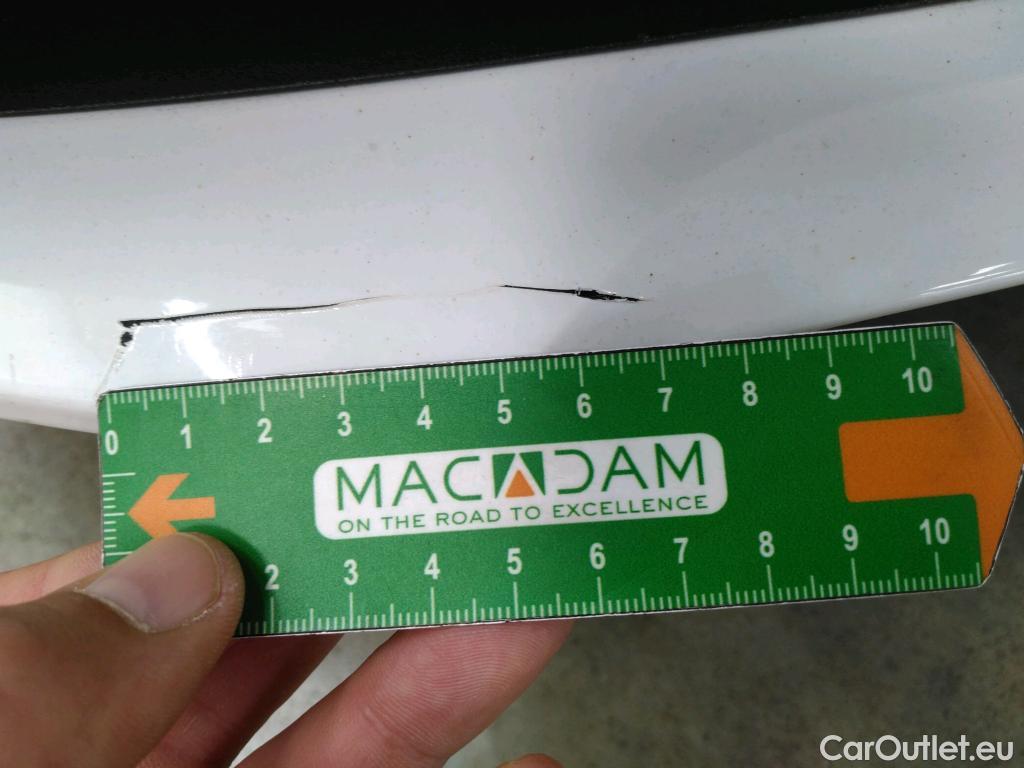 0 1 2 3 4 5 6 7 8 9 10
MACADAM
ON THE ROAD TO EXCELLENCE
2 3 4 5 6 7 8 9 10
CarOutlet.eu